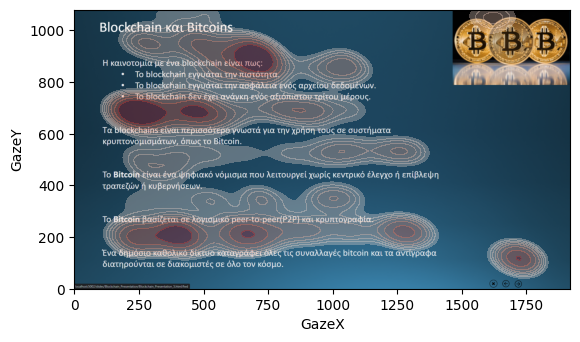 Blockchain και Bitcoins
Η καινοτομία με ένα blockchain είναι πως:
• Το blockchain εγγυάται την πιστότητα.
• Το blockchain εγγυάται την ασφάλεια ενός αρχείου δεδομένων.
• Το blockchain δεν έχει ανάγκη ενός αξιόπιστου τρίτου μέρους.
Τα blockchains είναι περισσότερο γνωστά για την χρήση τους σε συστήματα
κρυπτονομισμάτων, όπως το Bitcoin.
Το Bitcoin είναι ένα ψηφιακό νόμισμα που λειτουργεί χωρίς κεντρικό έλεγχο ή επίβλεψη
τραπεζών ή κυβερνήσεων.
Το Bitcoin βασίζεται σε λογισμικό peer-to-peer(P2P) και κρυπτογραφία.
Ένα δημόσιο καθολικό δίκτυο καταγράφει όλες τις συναλλαγές bitcoin και τα αντίγραφα
διατηρούνται σε διακομιστές σε όλο τον κόσμο.
GazeY
1000
800
600
400
200
0
0 250 500 750 1000 1250 1500 1750
GazeX